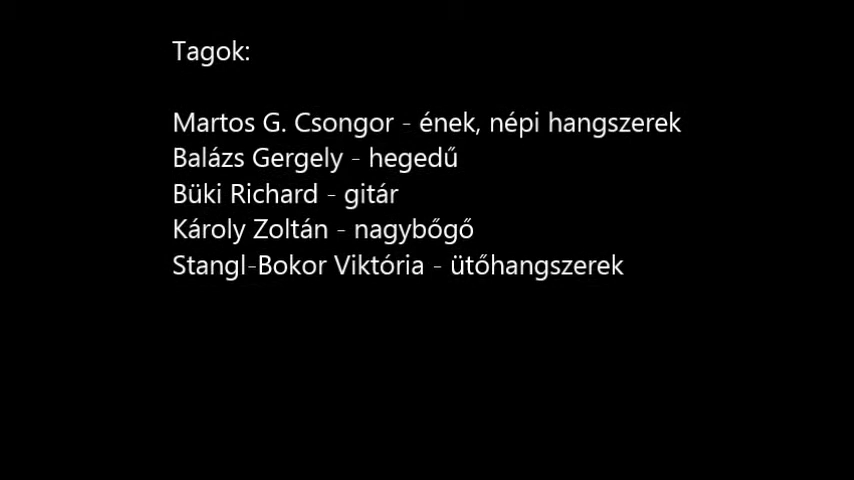 Tagok:
Martos G. Csongor - ének, népi hangszerek
Balázs Gergely - hegedű
Büki Richard - gitár
Károly Zoltán - nagybőgő
Stangl-Bokor Viktória - ütőhangszerek